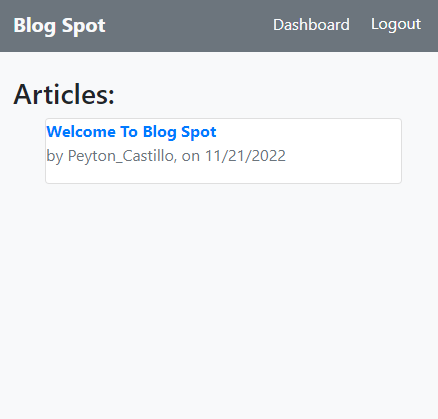 Blog Spot Dashboard Logout
Articles:
Welcome To Blog Spot
by Peyton_Castillo, on 11/21/2022